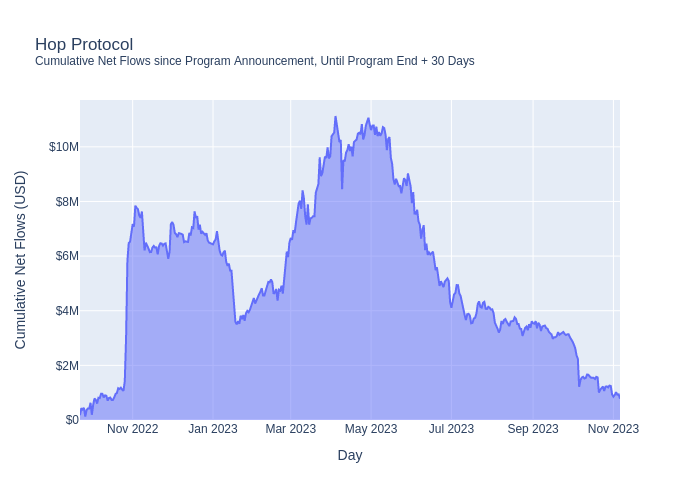 Hop Protocol
Cumulative Net Flows since Program Announcement, Until Program End + 30 Days
Cumulative Net Flows (USD)
$10M
$8M
$6M
$4M
$2M
$0
Nov 2022 Jan 2023 Mar 2023 May 2023 Jul 2023 Sep 2023 Nov 2023
Day